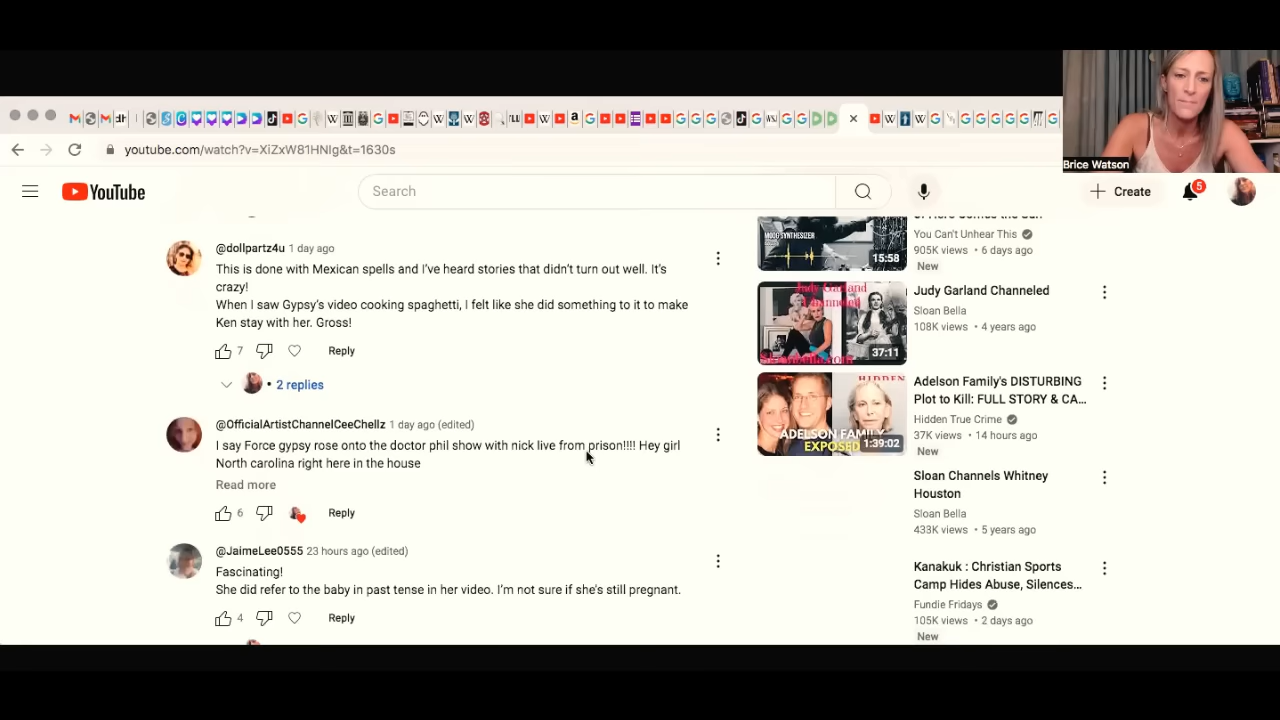 youtube.com/watch?v=XiZxW81HNIg&t=1630s
Brice Watson
YouTube
Search
Create
5
@dollpartz4u 1 day ago
This is done with Mexican spells and I've heard stories that didn't turn out well. It's
crazy!
When I saw Gypsy's video cooking spaghetti, I felt like she did something to it to make
Ken stay with her. Gross!
7
Reply
2 replies
@OfficialArtistChannelCeeChellz 1 day ago (edited)
I say Force gypsy rose onto the doctor phil show with nick live from prison!!!! Hey girl
North carolina right here in the house
Read more
6
Reply
@JaimeLee0555 23 hours ago (edited)
Fascinating!
She did refer to the baby in past tense in her video. I'm not sure if she's still pregnant.
4
Reply
MOOG SYNTHESIZER
15:58
You Can't Unhear This
905K views • 6 days ago
New
Judy Garland
Channeled
37:11
Judy Garland Channeled
Sloan Bella
108K views • 4 years ago
HIDDEN
ADELSON FAMILY
EXPOSED
1:39:02
Adelson Family's DISTURBING
Plot to Kill: FULL STORY & CA...
Hidden True Crime
37K views • 14 hours ago
New
Sloan Channels Whitney
Houston
Sloan Bella
433K views • 5 years ago
Kanakuk : Christian Sports
Camp Hides Abuse, Silences...
Fundie Fridays
105K views • 2 days ago
New